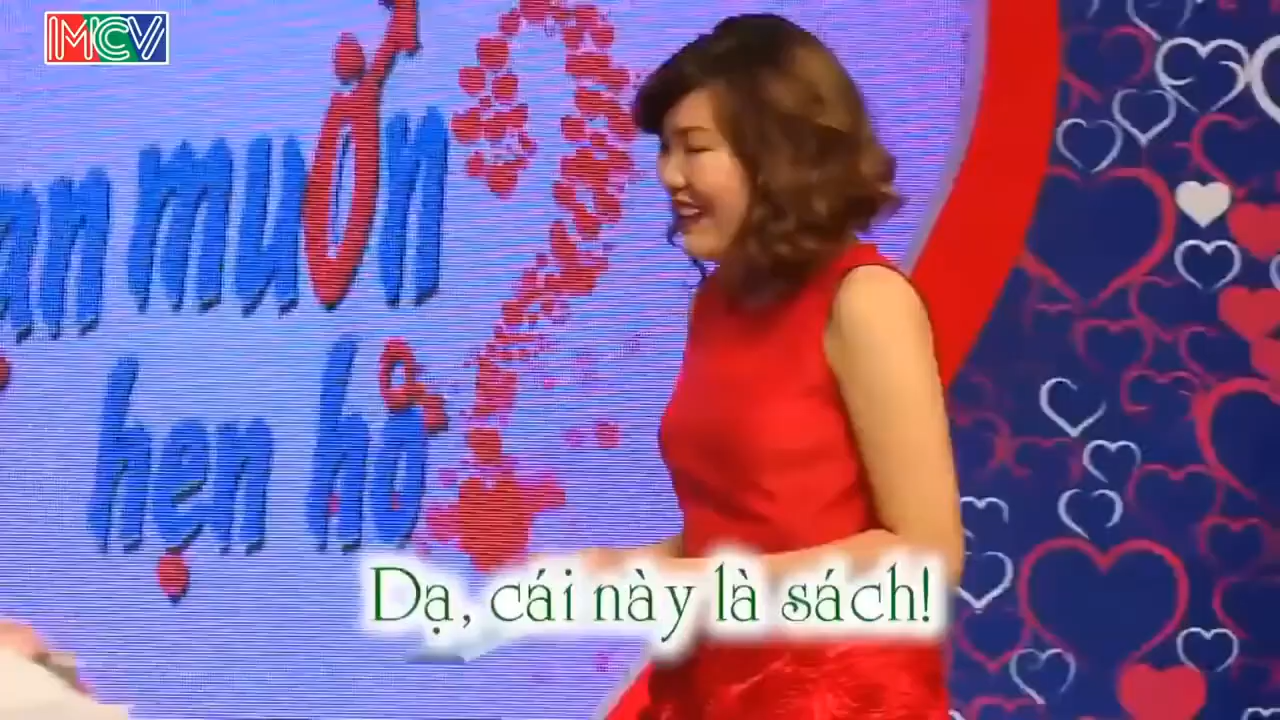 MCV
ạn muốn
hẹn hò
Dạ, cái này là sách!